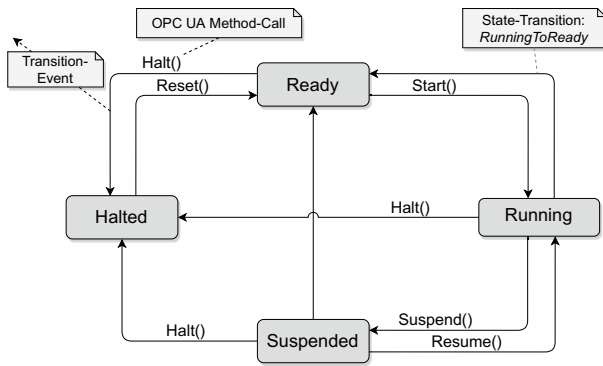 OPC UA Method-Call
State-Transition:
RunningToReady
Transition-
Event
Halt()
Reset()
Ready
Start()
Halted
Halt()
Running
Halt()
Suspended
Suspend()
Resume()